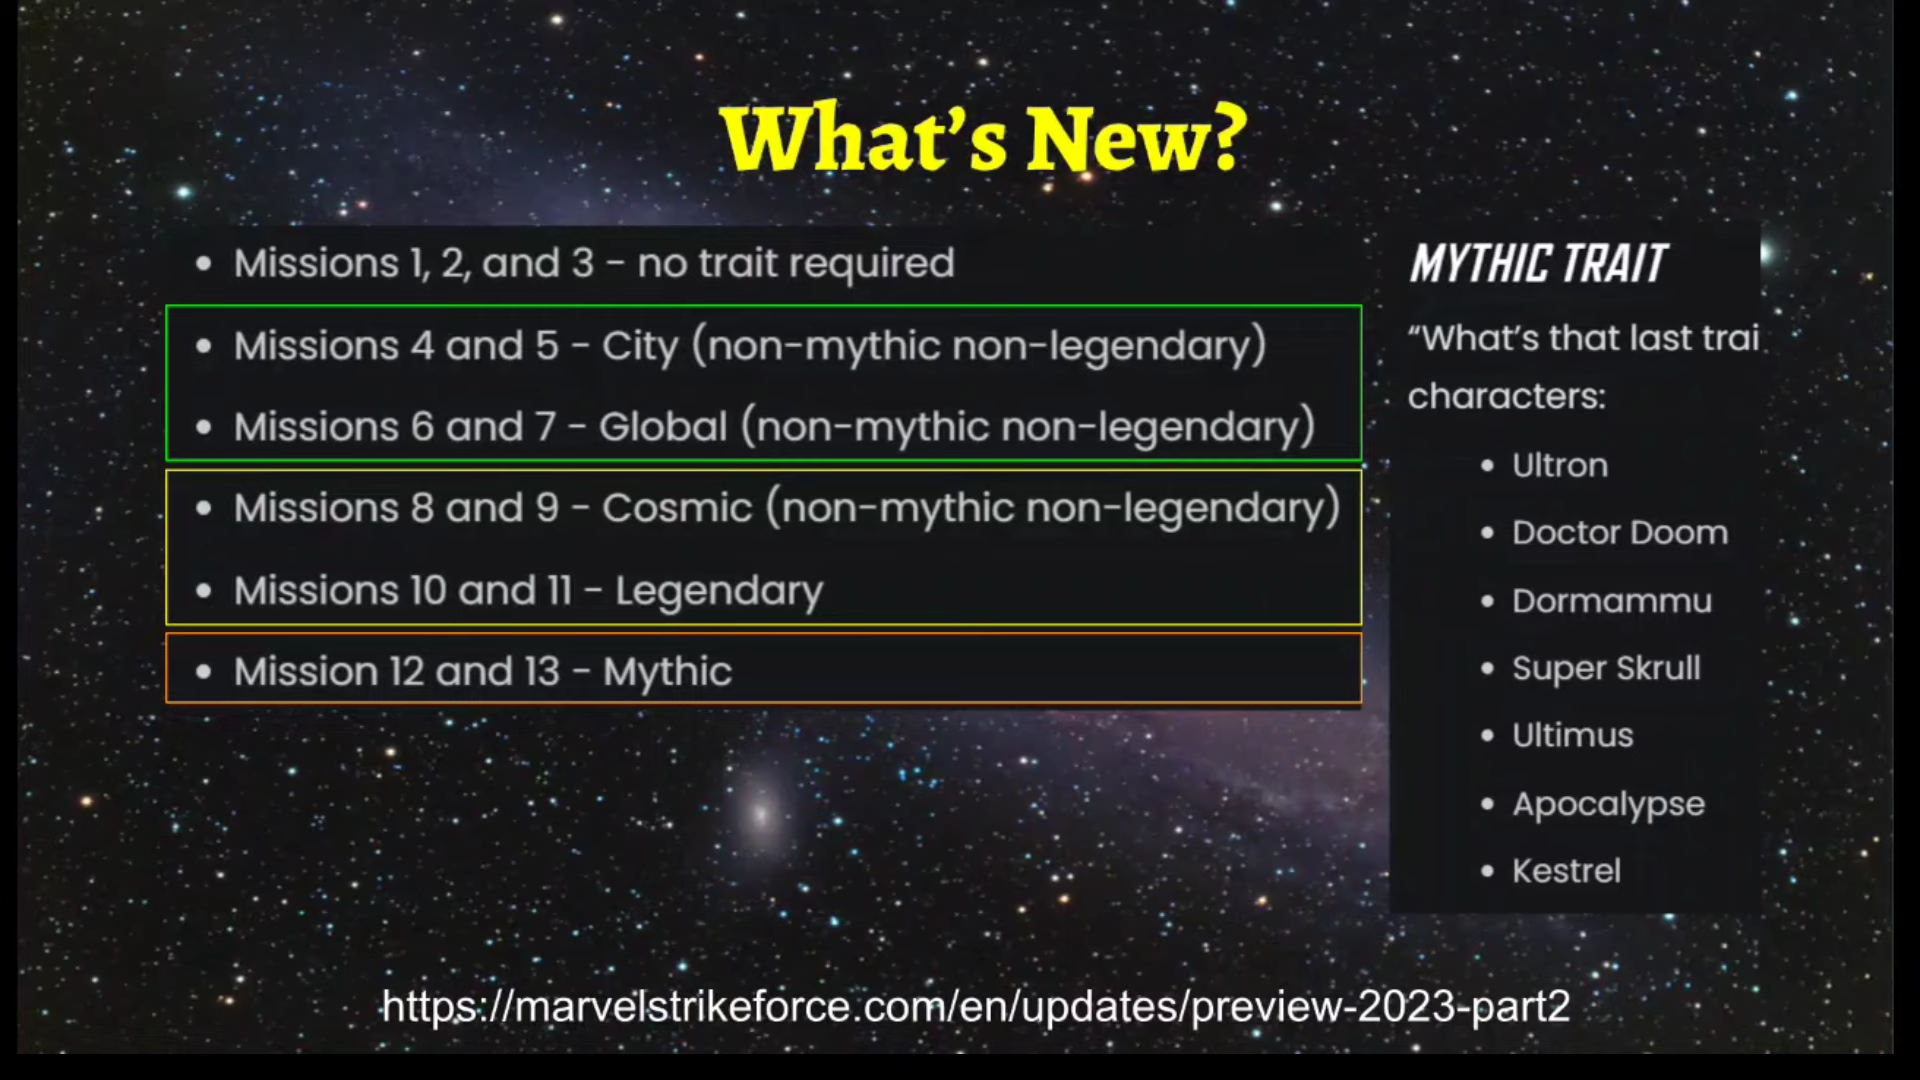 What's New?
• Missions 1, 2, and 3 – no trait required
• Missions 4 and 5 – City (non-mythic non-legendary)
• Missions 6 and 7 – Global (non-mythic non-legendary)
• Missions 8 and 9 – Cosmic (non-mythic non-legendary)
• Missions 10 and 11 – Legendary
• Mission 12 and 13 – Mythic
MYTHIC TRAIT
“What’s that last trai
characters:
• Ultron
• Doctor Doom
• Dormammu
• Super Skrull
• Ultimus
• Apocalypse
• Kestrel
https://marvelstrikeforce.com/en/updates/preview-2023-part2